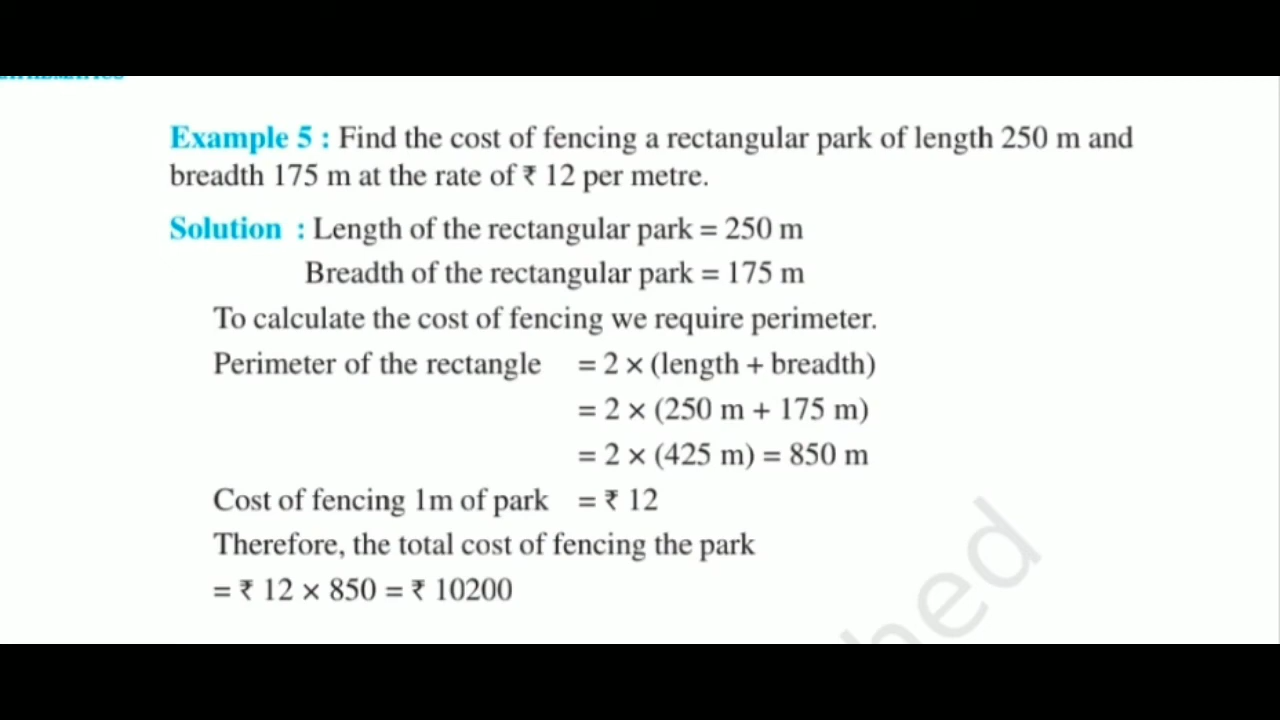 Example 5 : Find the cost of fencing a rectangular park of length 250 m and
breadth 175 m at the rate of ₹ 12 per metre.
Solution : Length of the rectangular park = 250 m
Breadth of the rectangular park = 175 m
To calculate the cost of fencing we require perimeter.
Perimeter of the rectangle = 2 × (length + breadth)
= 2 × (250 m + 175 m)
= 2 × (425 m) = 850 m
Cost of fencing 1m of park = ₹ 12
Therefore, the total cost of fencing the park
= ₹ 12 × 850 = ₹ 10200